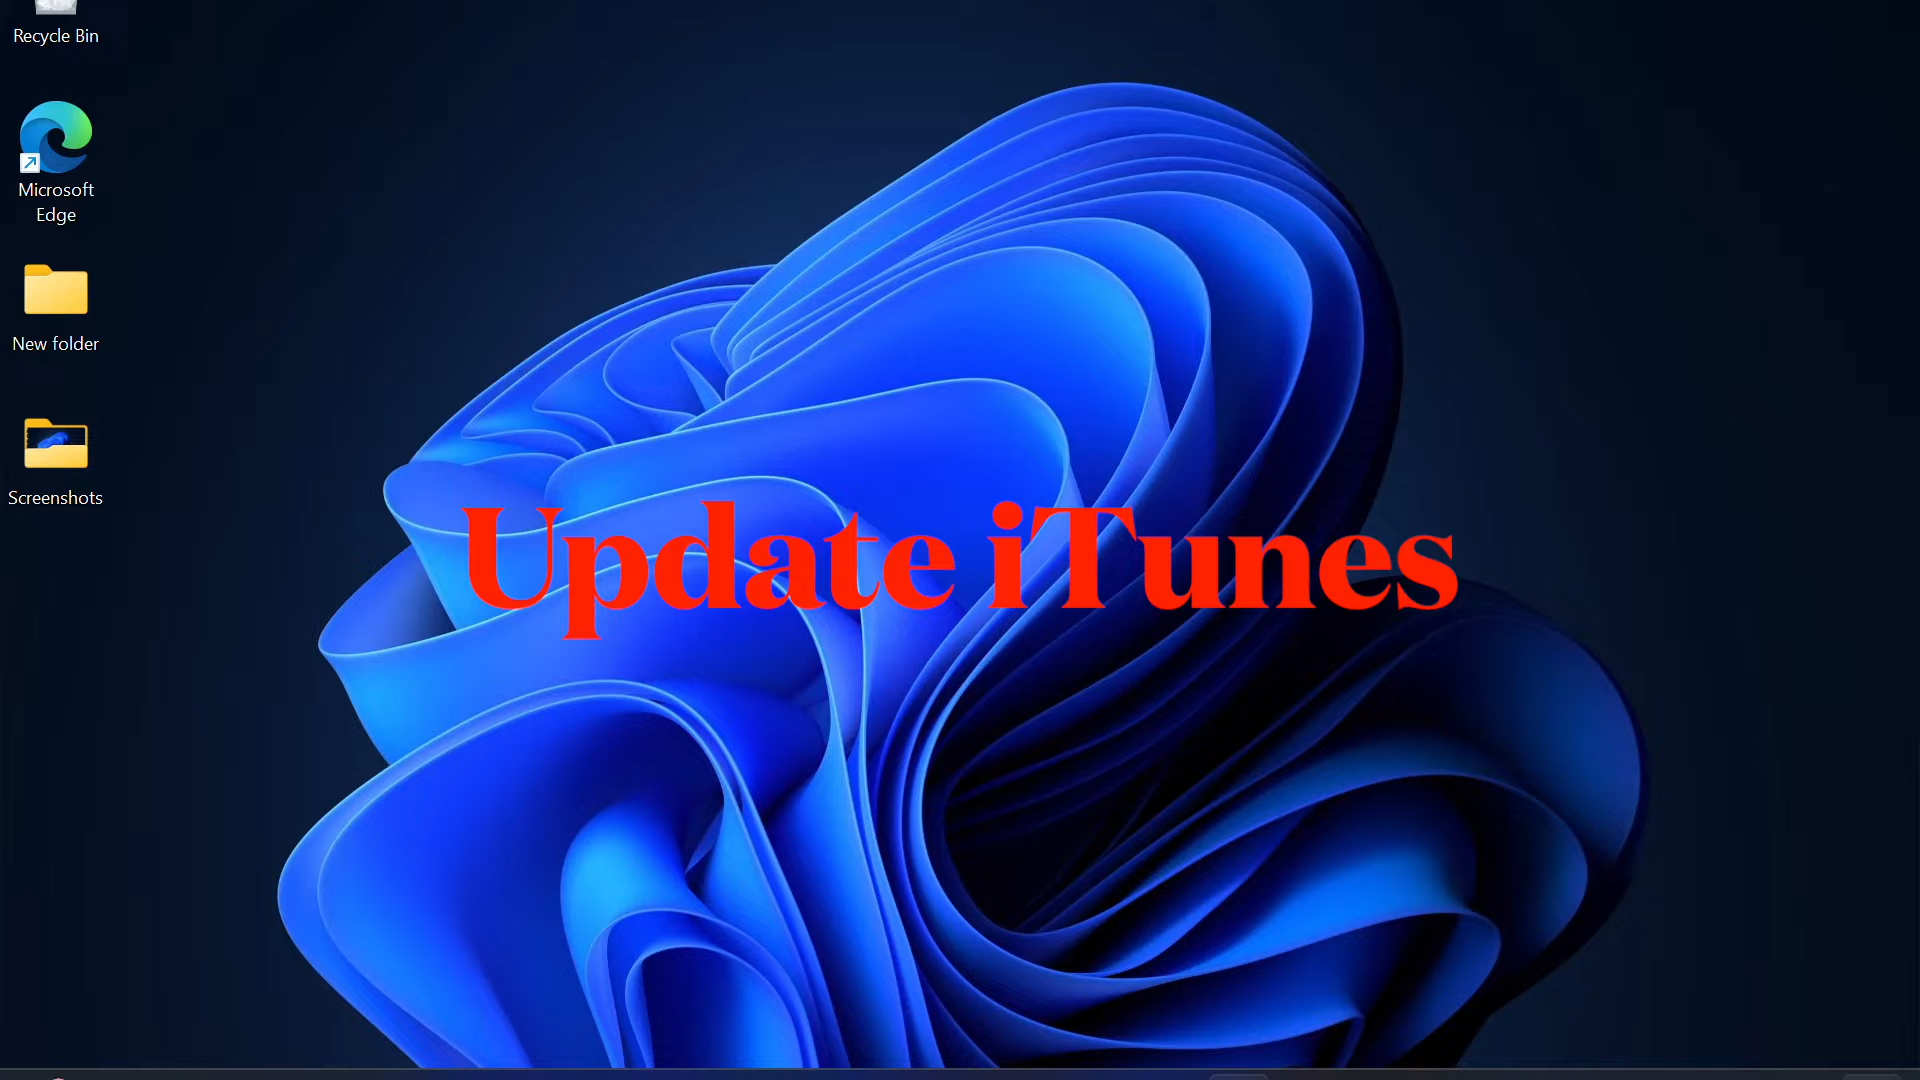 Recycle Bin
Microsoft
Edge
New folder
Screenshots
Update iTunes